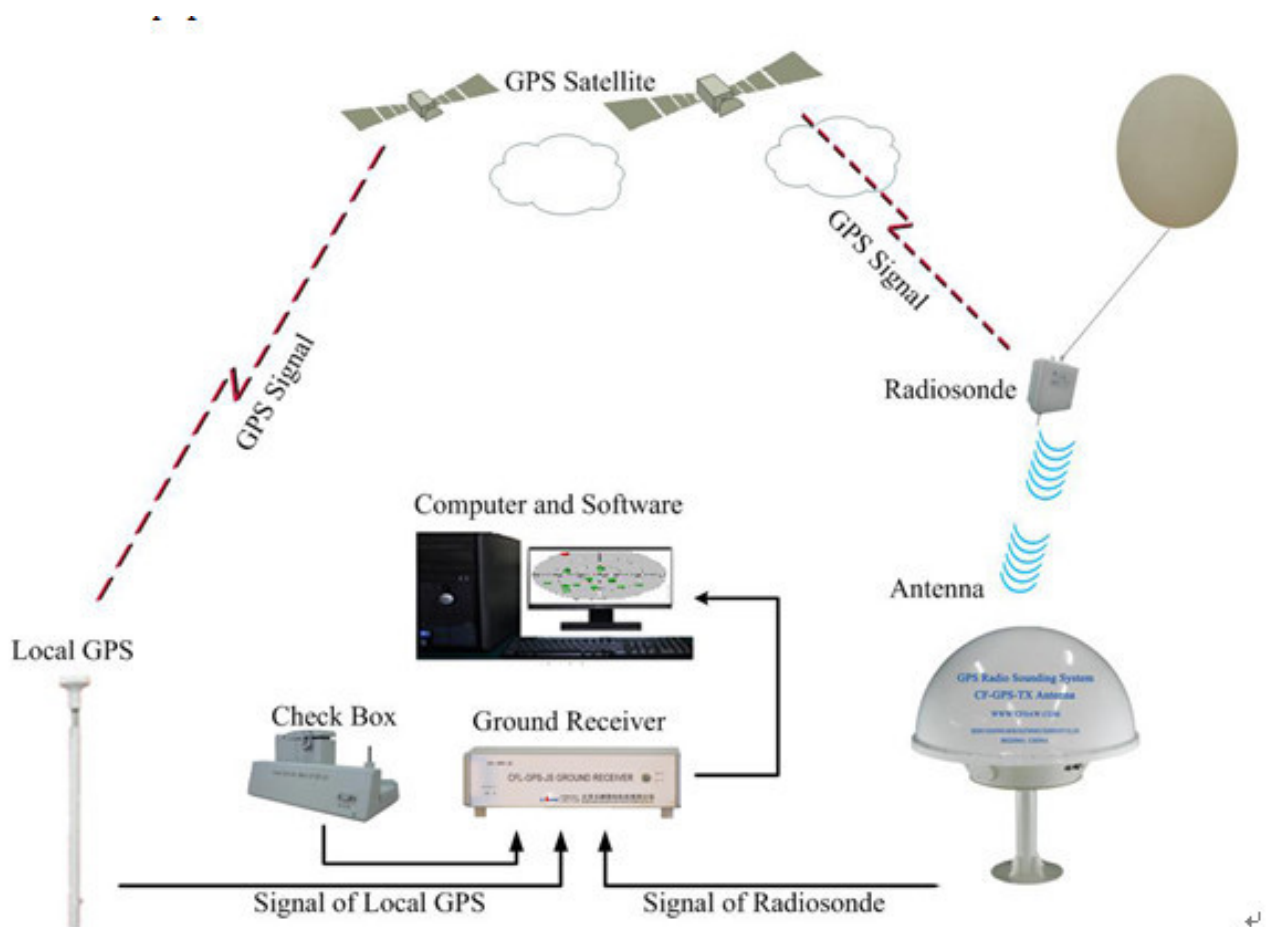 GPS Satellite
GPS Signal
GPS Signal
Radiosonde
Computer and Software
Antenna
Local GPS
GPS Radio Sounding System
CF-GPS-TX Antenna
Check Box
Ground Receiver
CFL-GPS-JS GROUND RECEIVER
Signal of Local GPS
Signal of Radiosonde